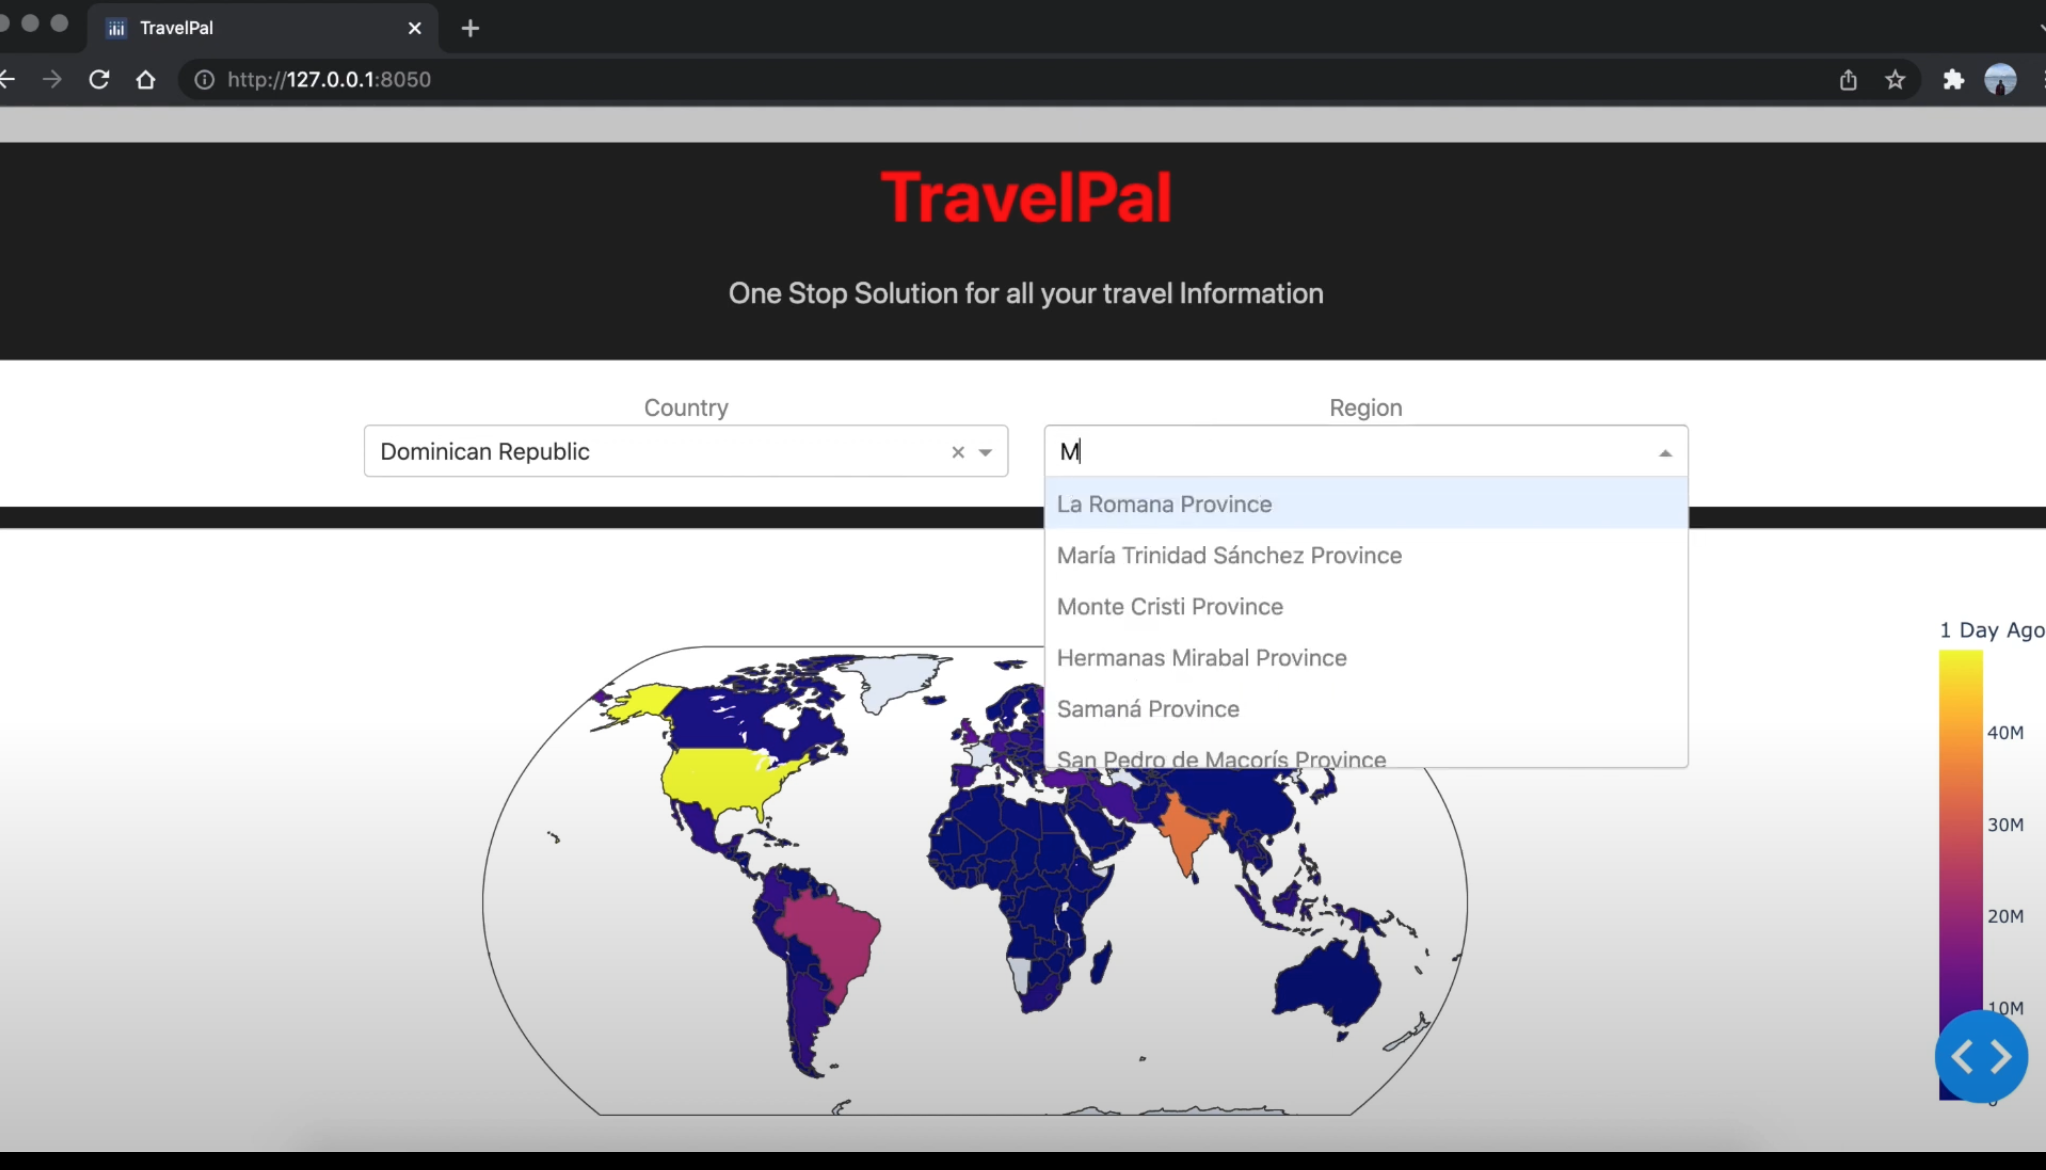 TravelPal
http://127.0.0.1:8050
TravelPal
One Stop Solution for all your travel Information
Country
Region
Dominican Republic
M
La Romana Province
María Trinidad Sánchez Province
Monte Cristi Province
Hermanas Mirabal Province
Samaná Province
San Pedro de Macorís Province
1 Day Ago
40M
30M
20M
10M